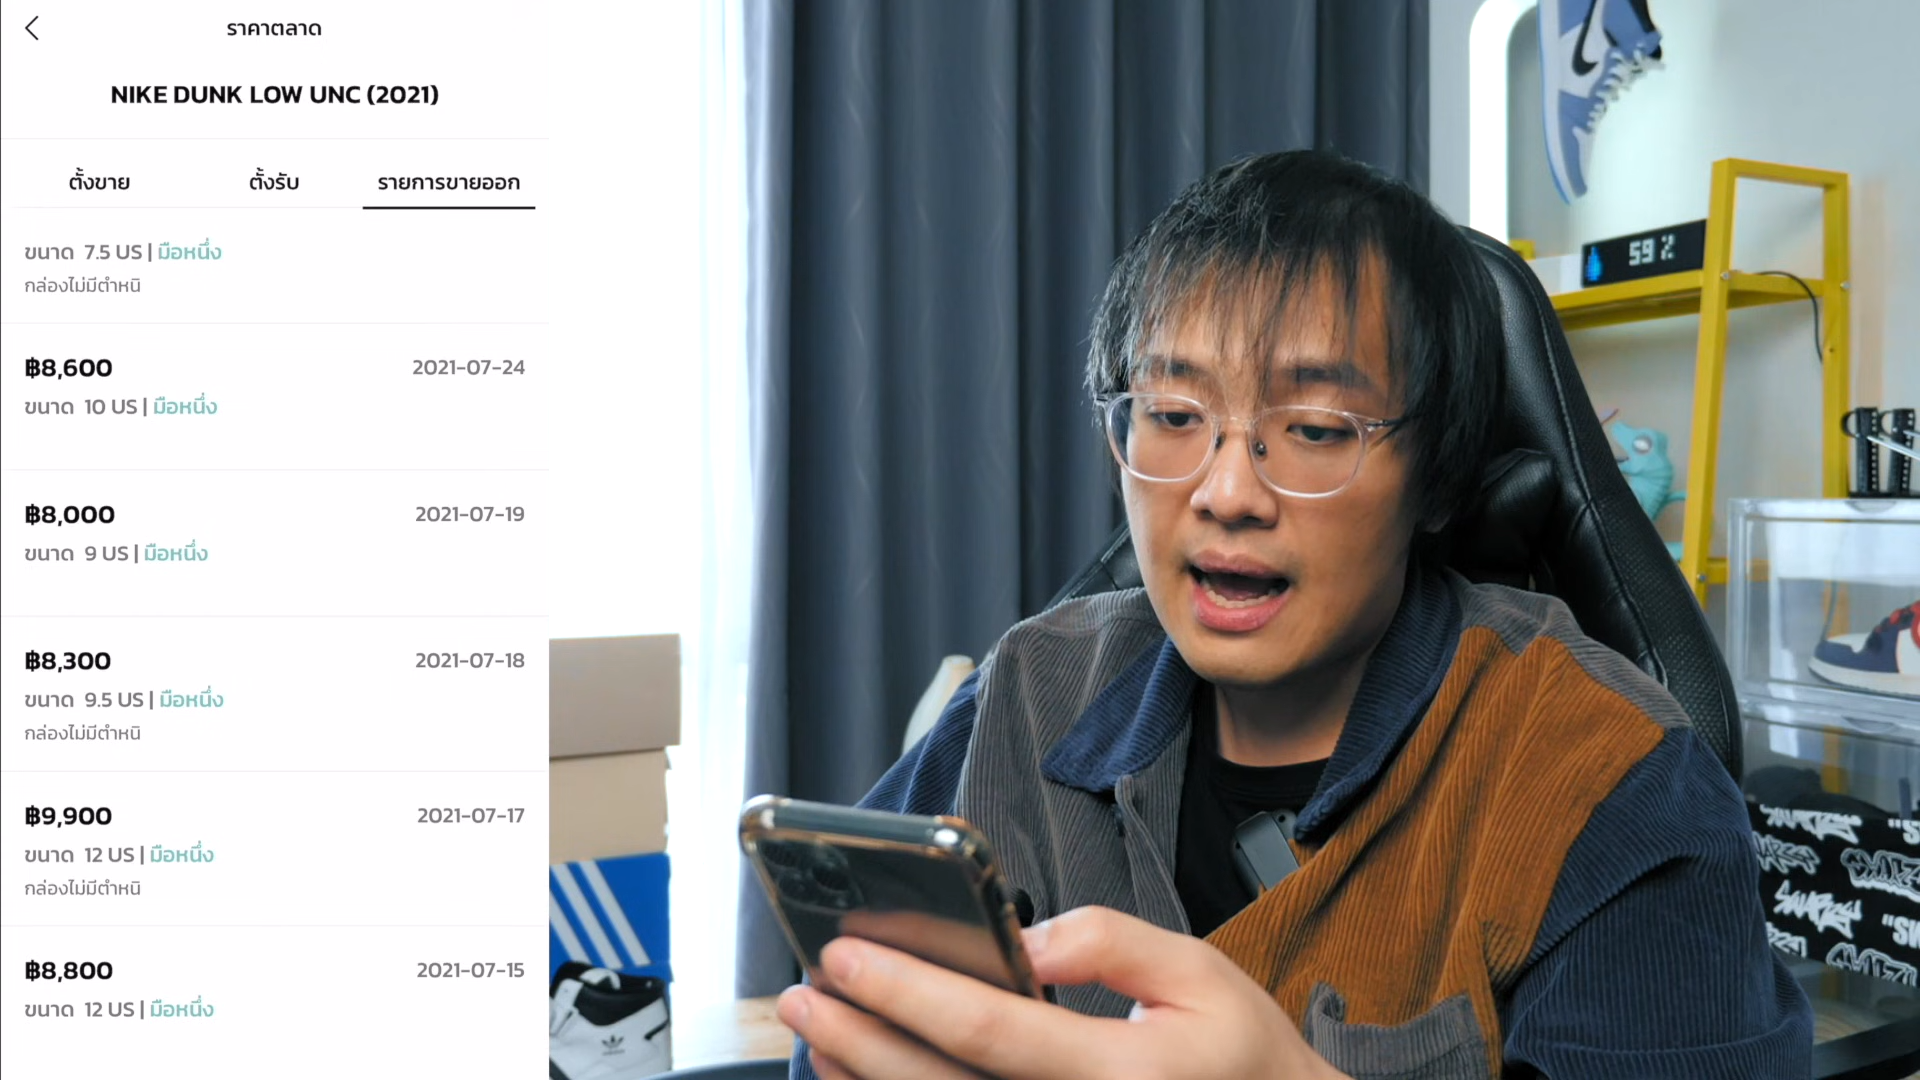 ราคาตลาด
NIKE DUNK LOW UNC (2021)
ตั้งขาย
ตั้งรับ
รายการขายออก
ขนาด 7.5 US | มือหนึ่ง
กล่องไม่มีตำหนิ
฿8,600
2021-07-24
ขนาด 10 US | มือหนึ่ง
฿8,000
2021-07-19
ขนาด 9 US | มือหนึ่ง
฿8,300
2021-07-18
ขนาด 9.5 US | มือหนึ่ง
กล่องไม่มีตำหนิ
฿9,900
2021-07-17
ขนาด 12 US | มือหนึ่ง
กล่องไม่มีตำหนิ
฿8,800
2021-07-15
ขนาด 12 US | มือหนึ่ง
59 %